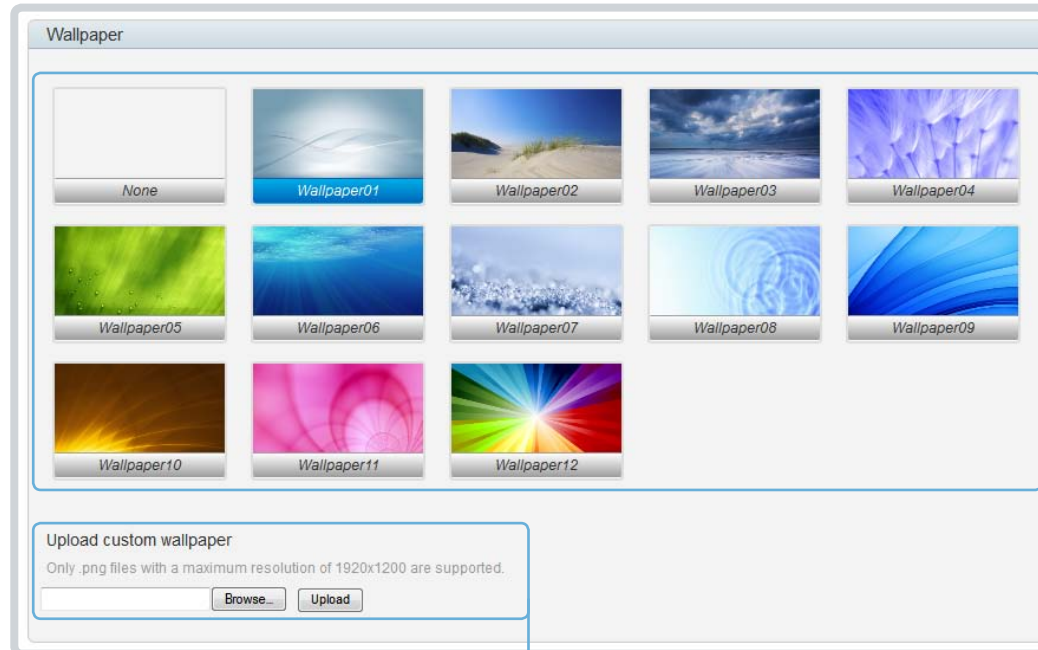 Wallpaper
None Wallpaper01 Wallpaper02 Wallpaper03 Wallpaper04
Wallpaper05 Wallpaper06 Wallpaper07 Wallpaper08 Wallpaper09
Wallpaper10 Wallpaper11 Wallpaper12
Upload custom wallpaper
Only .png files with a maximum resolution of 1920x1200 are supported.
Browse... Upload